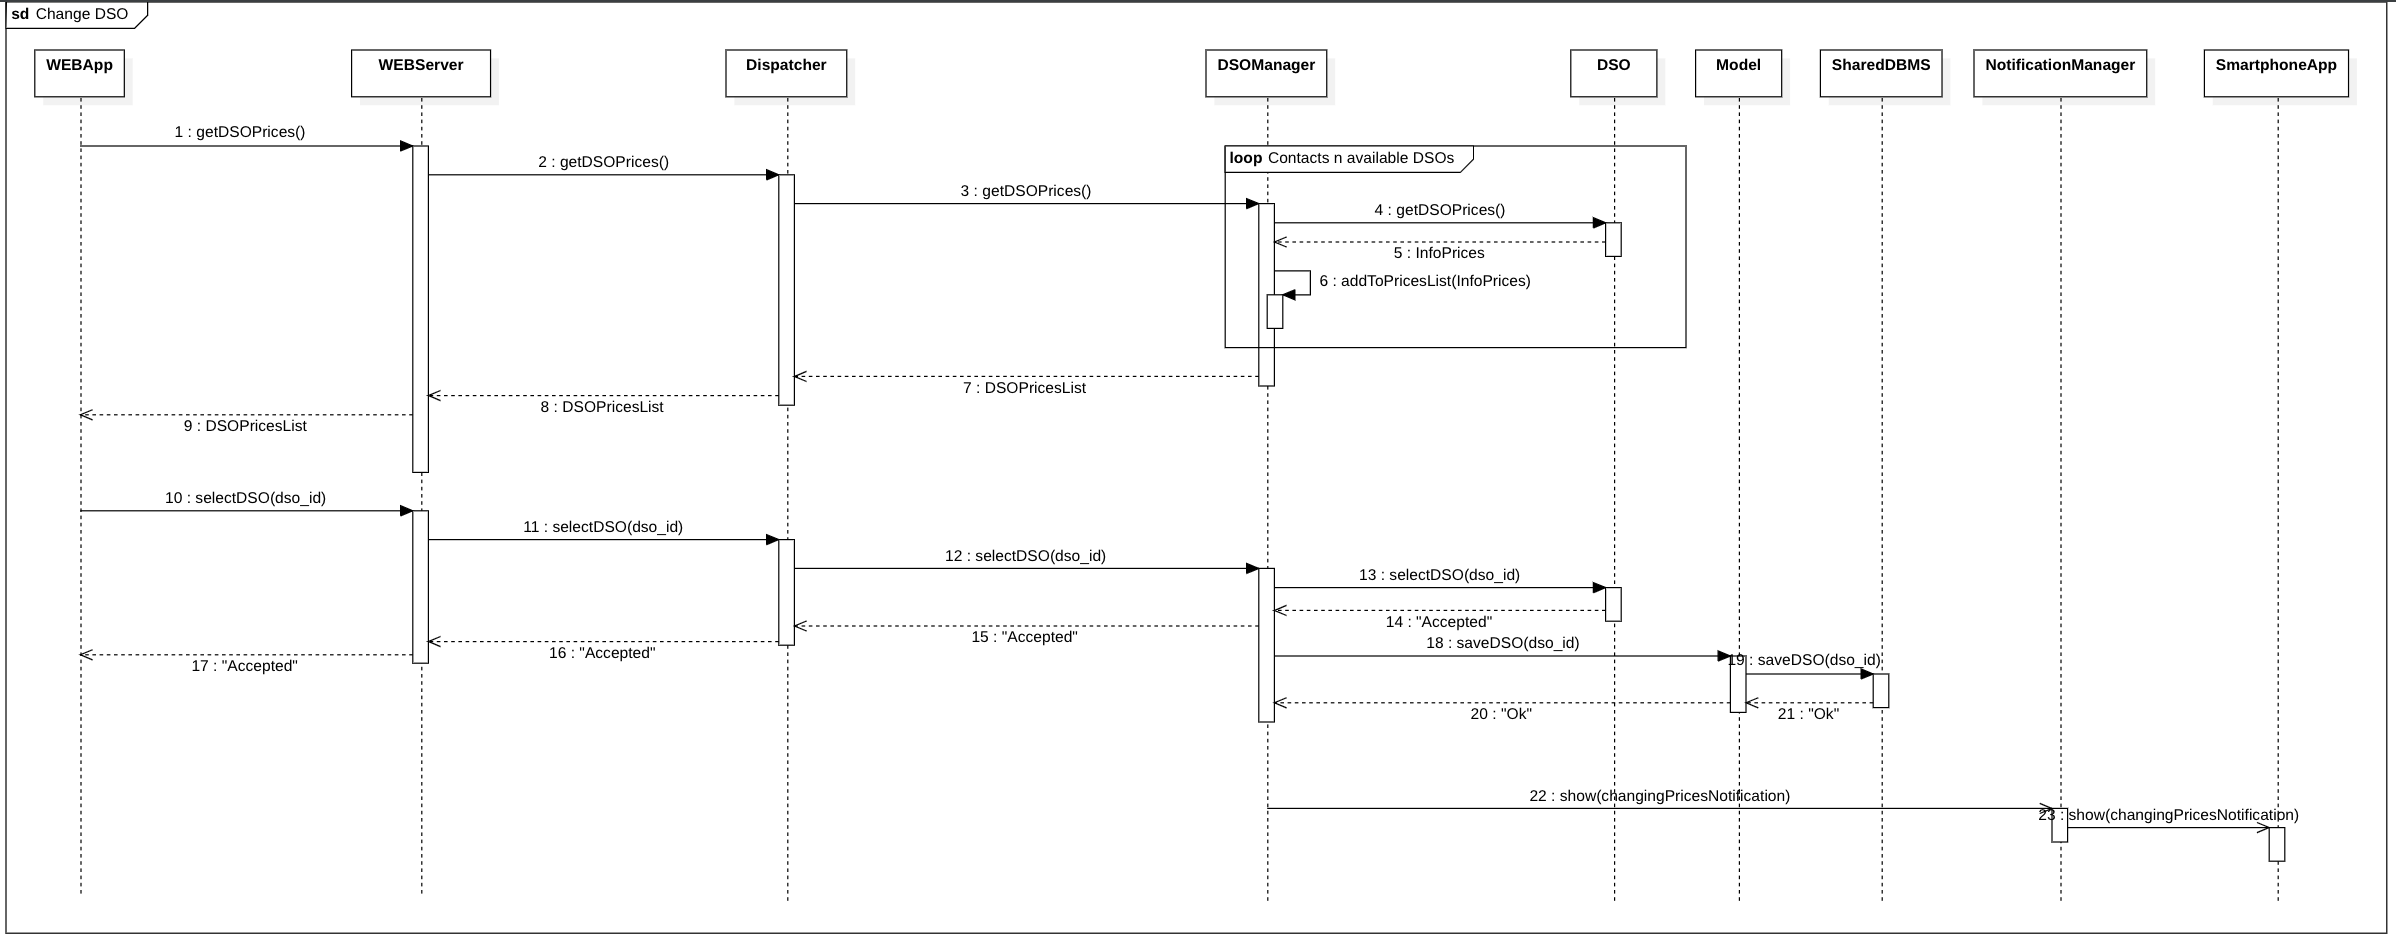 sd Change DSO
WEBApp
WEBServer
Dispatcher
DSOManager
DSO
Model
SharedDBMS
NotificationManager
SmartphoneApp
1 : getDSOPrices()
2 : getDSOPrices()
loop Contacts n available DSOs
3 : getDSOPrices()
4 : getDSOPrices()
5 : InfoPrices
6 : addToPricesList(InfoPrices)
7 : DSOPricesList
8 : DSOPricesList
9 : DSOPricesList
10 : selectDSO(dso_id)
11 : selectDSO(dso_id)
12 : selectDSO(dso_id)
13 : selectDSO(dso_id)
14 : "Accepted"
15 : "Accepted"
16 : "Accepted"
17 : "Accepted"
18 : saveDSO(dso_id)
19 : saveDSO(dso_id)
20 : "Ok"
21 : "Ok"
22 : show(changingPricesNotification)
23 : show(changingPricesNotification)